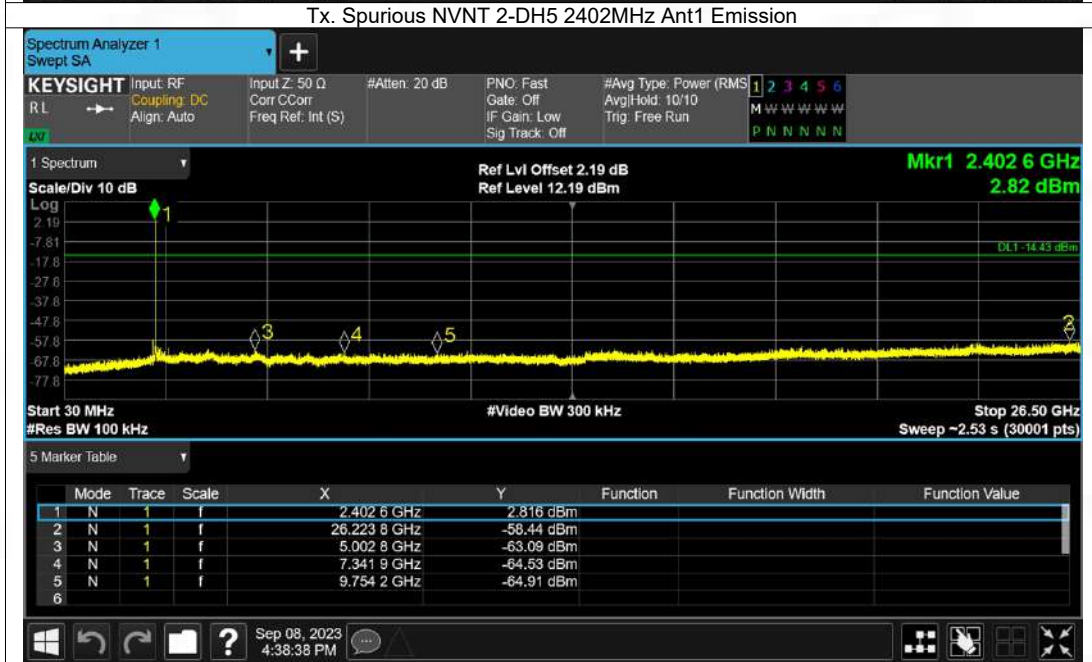 Tx. Spurious NVNT 2-DH5 2402MHz Ant1 Emission
Spectrum Analyzer 1
Swept SA
+
KEYSIGHT Input: RF Input Z: 50 Ω #Atten: 20 dB PNO: Fast #Avg Type: Power (RMS 1 2 3 4 5 6
RL Coupling: DC Corr CCorr Gate: Off Avg|Hold: 10/10 M W W W W W
Align: Auto Freq Ref: Int (S) IF Gain: Low Trig: Free Run
LXI Sig Track: Off P N N N N N
1 Spectrum Ref Lvl Offset 2.19 dB Mkr1 2.402 6 GHz
Scale/Div 10 dB Ref Level 12.19 dBm 2.82 dBm
Log
1
2.19
-7.81
DL1 -14.43 dBm
-17.8
-27.8
-37.8
-47.8
2
3 4 5
-57.8
-67.8
-77.8
Start 30 MHz #Video BW 300 kHz Stop 26.50 GHz
#Res BW 100 kHz Sweep ~2.53 s (30001 pts)
5 Marker Table
Mode Trace Scale X Y Function Function Width Function Value
1 N 1 f 2.402 6 GHz 2.816 dBm
2 N 1 f 26.223 8 GHz -58.44 dBm
3 N 1 f 5.002 8 GHz -63.09 dBm
4 N 1 f 7.341 9 GHz -64.53 dBm
5 N 1 f 9.754 2 GHz -64.91 dBm
6
? Sep 08, 2023
4:38:38 PM